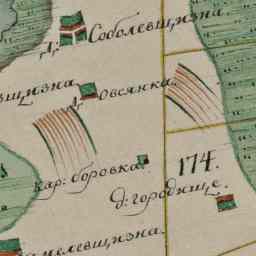 Д: Соболевщизна.
вщизна
Д: Овсянка.
Кар: боровка.
174.
д: городище.
мелевщизна.